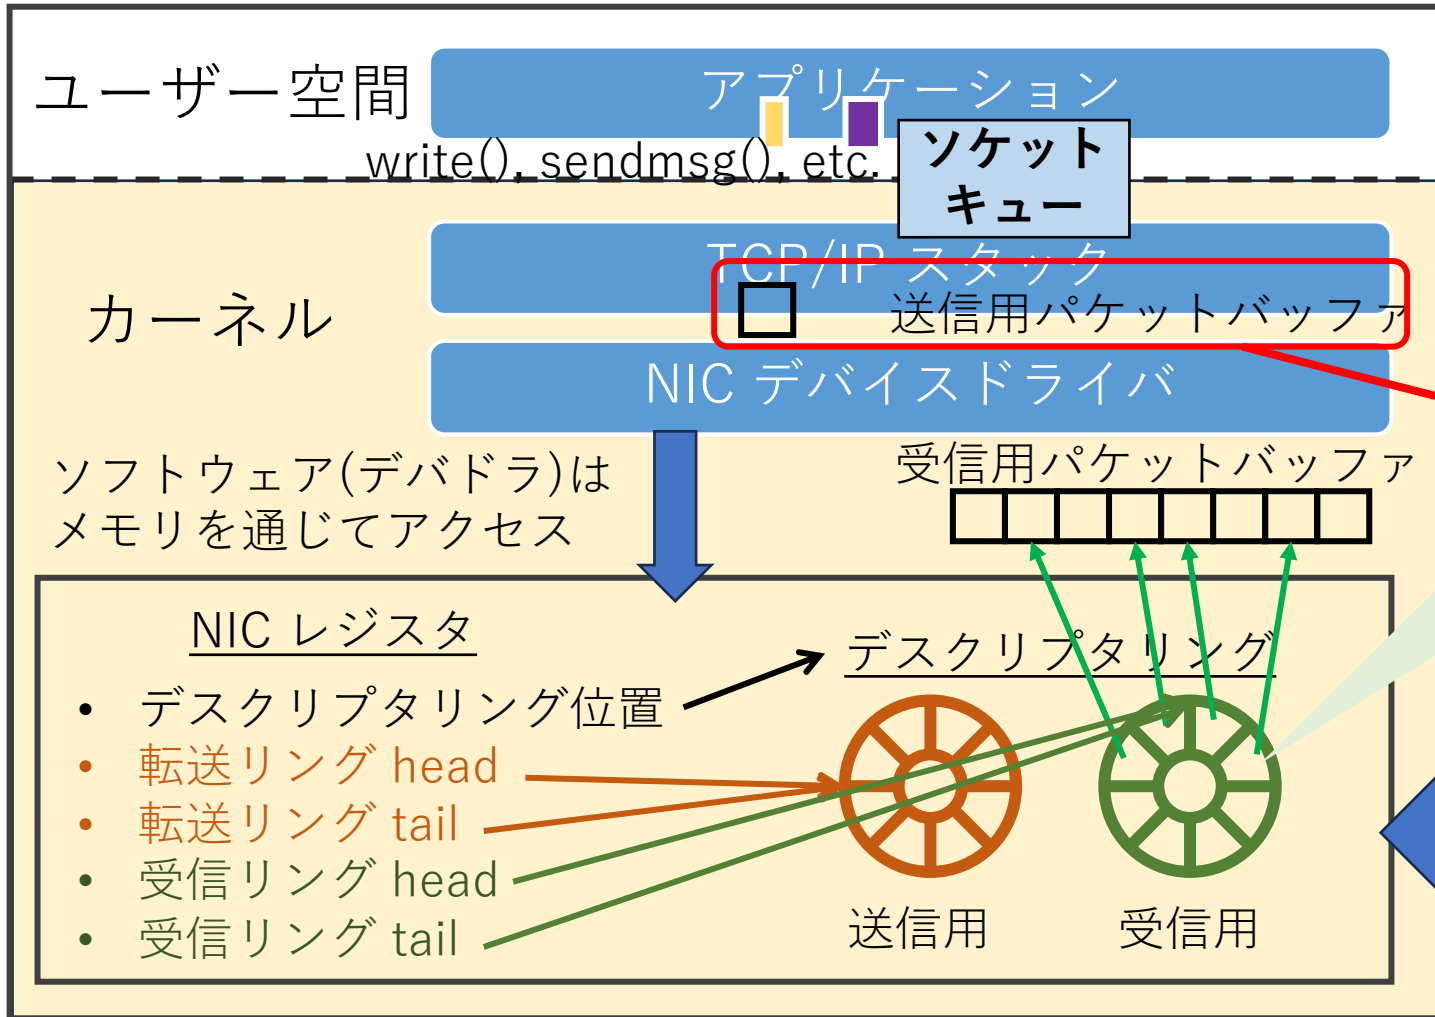 ユーザー空間
アプリケーション
write(), sendmsg(), etc.
ソケット
キュー
カーネル
TCP/IP スタック
送信用パケットバッファ
NIC デバイスドライバ
ソフトウェア(デバドラ)は
メモリを通じてアクセス
受信用パケットバッファ
NIC レジスタ
• デスクリプタリング位置
• 転送リング head
• 転送リング tail
• 受信リング head
• 受信リング tail
デスクリプタリング
送信用
受信用